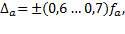 Δₐ = ±(0,6 … 0,7)fₐ,